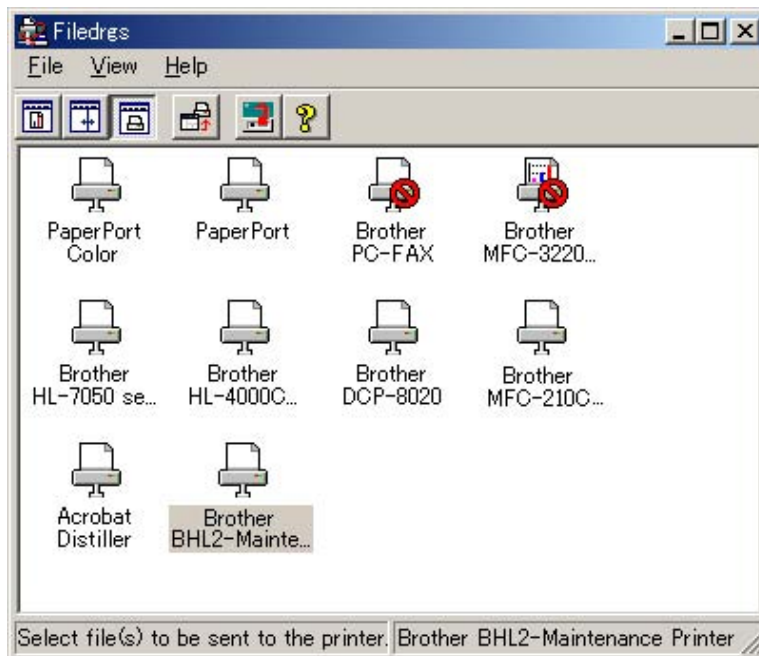 Filedrgs
File View Help
PaperPort
Color
PaperPort
Brother
PC-FAX
Brother
MFC-3220...
Brother
HL-7050 se...
Brother
HL-4000C...
Brother
DCP-8020
Brother
MFC-210C...
Acrobat
Distiller
Brother
BHL2-Mainte...
Select file(s) to be sent to the printer. Brother BHL2-Maintenance Printer